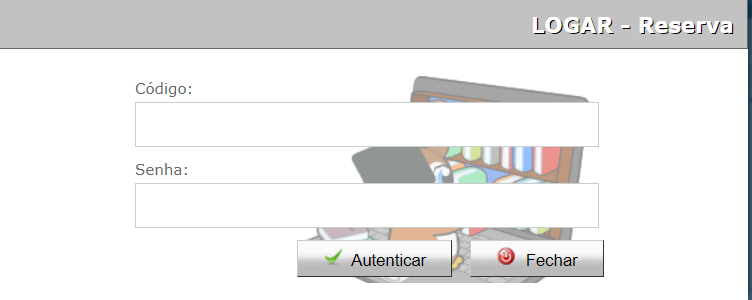 LOGAR - Reserva
Código:
Senha:
Autenticar
Fechar